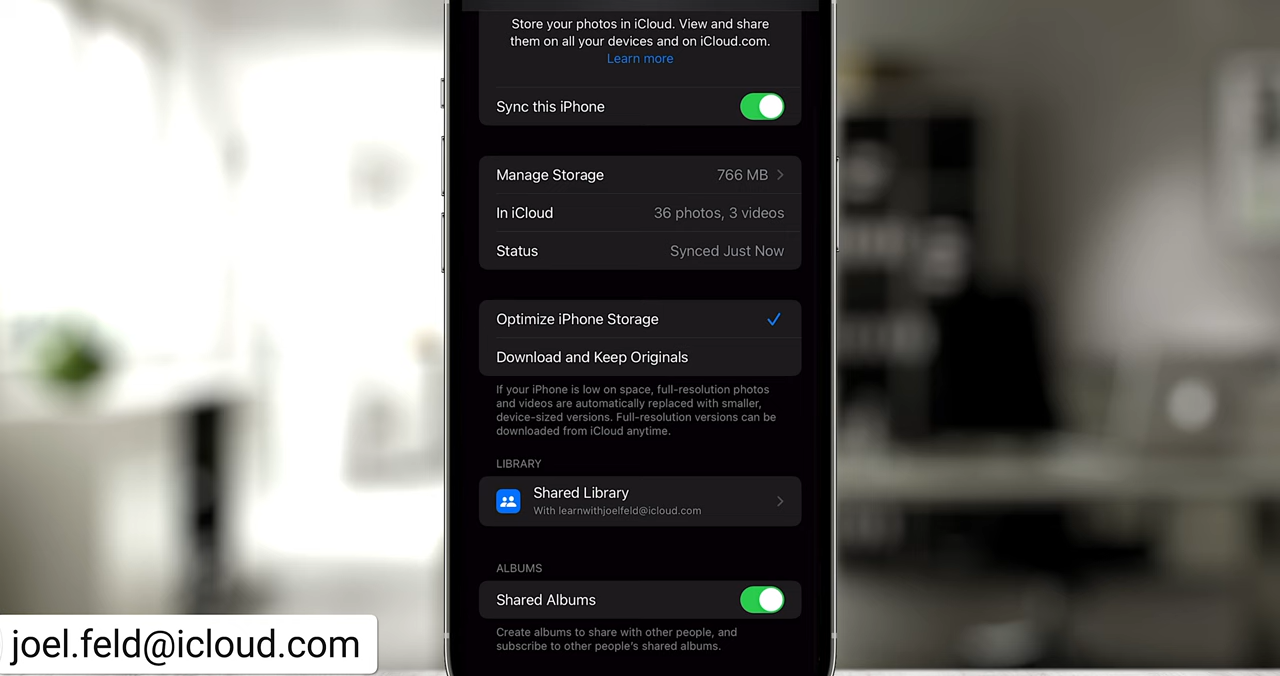 Store your photos in iCloud. View and share
them on all your devices and on iCloud.com.
Learn more
Sync this iPhone
Manage Storage 766 MB
In iCloud 36 photos, 3 videos
Status Synced Just Now
Optimize iPhone Storage
Download and Keep Originals
If your iPhone is low on space, full-resolution photos
and videos are automatically replaced with smaller,
device-sized versions. Full-resolution versions can be
downloaded from iCloud anytime.
LIBRARY
Shared Library
With learnwithjoelfeld@icloud.com
ALBUMS
Shared Albums
Create albums to share with other people, and
subscribe to other people's shared albums.
joel.feld@icloud.com